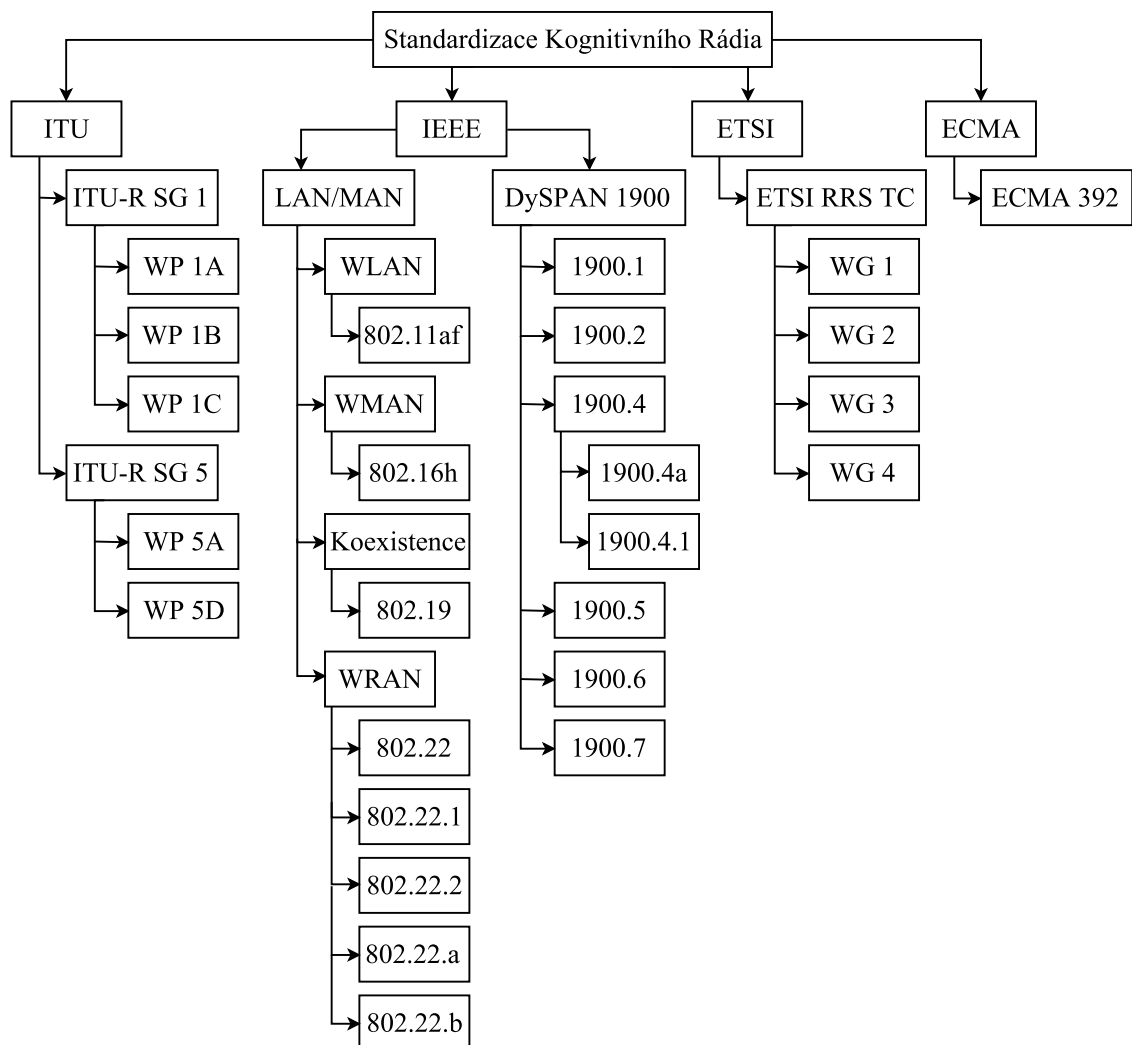 Standardizace Kognitivního Rádia
ITU
ITU-R SG 1
WP 1A
WP 1B
WP 1C
ITU-R SG 5
WP 5A
WP 5D
IEEE
LAN/MAN
WLAN
802.11af
WMAN
802.16h
Koexistence
802.19
WRAN
802.22
802.22.1
802.22.2
802.22.a
802.22.b
DySPAN 1900
1900.1
1900.2
1900.4
1900.4a
1900.4.1
1900.5
1900.6
1900.7
ETSI
ETSI RRS TC
WG 1
WG 2
WG 3
WG 4
ECMA
ECMA 392